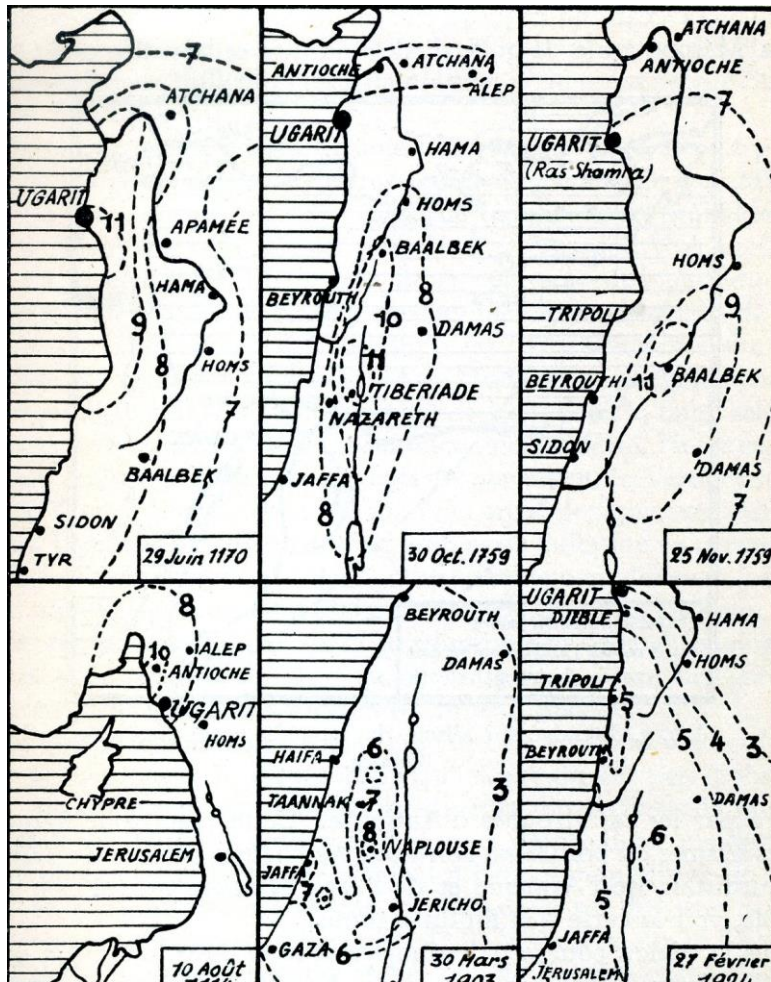 7
ATCHANA
UGARIT
11
APAMÉE
HAMA
9
8
HOMS
7
BAALBEK
SIDON
TYR
29 Juin 1170
7
ATCHANA
ANTIOCHE
ALEP
UGARIT
HAMA
HOMS
BAALBEK
8
BEYROUTH
10
DAMAS
11
TIBERIADE
NAZARETH
JAFFA
8
30 Oct. 1759
ATCHANA
ANTIOCHE
7
UGARIT
(Ras Shamra)
HOMS
9
TRIPOLI
BEYROUTH
11
BAALBEK
SIDON
DAMAS
7
25 Nov. 1759
8
10
ALEP
ANTIOCHE
UGARIT
HOMS
CHYPRE
JERUSALEM
10 Août
BEYROUTH
DAMAS
HAIFA
6
3
TAANNAK
7
8
NAPLOUSE
JAFFA
7
JÉRICHO
GAZA
6
30 Mars
1903
UGARIT
DJEBLE
HAMA
HOMS
TRIPOLI
5
5
4
3
BEYROUTH
DAMAS
6
5
JAFFA
JERUSALEM
27 Février